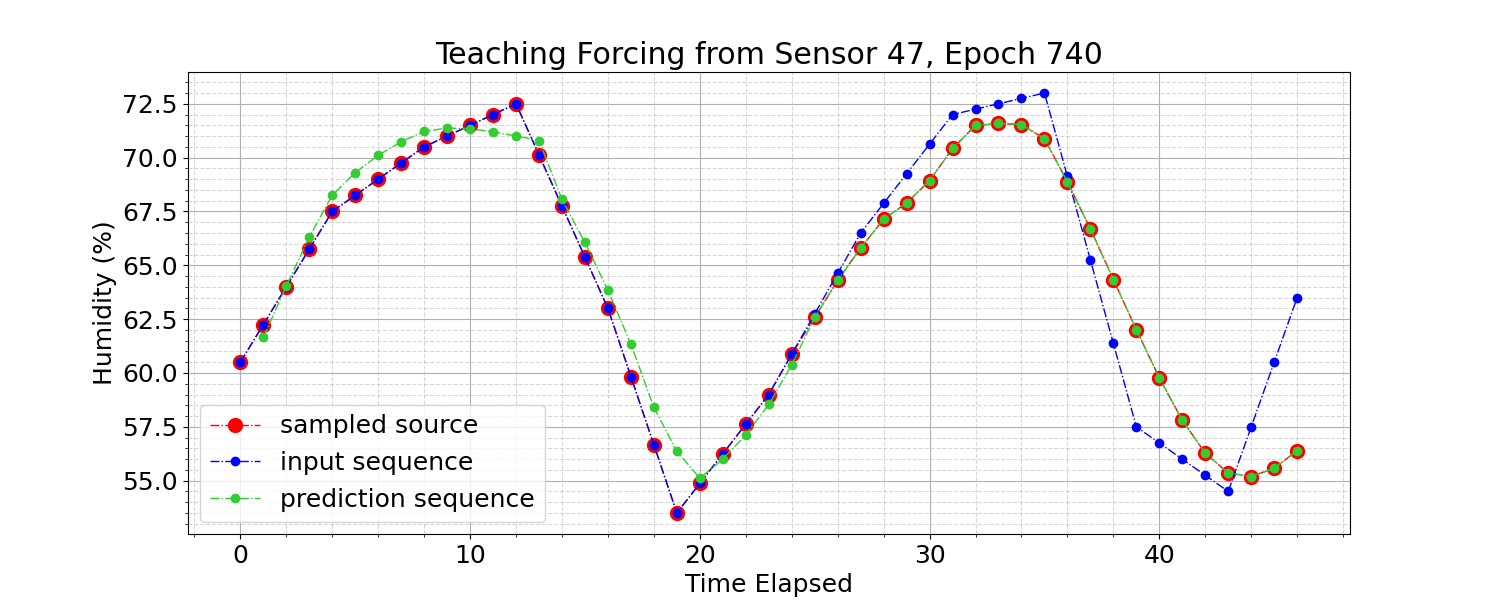 Teaching Forcing from Sensor 47, Epoch 740
Humidity (%)
72.5
70.0
67.5
65.0
62.5
60.0
57.5
55.0
sampled source
input sequence
prediction sequence
0 10 20 30 40
Time Elapsed